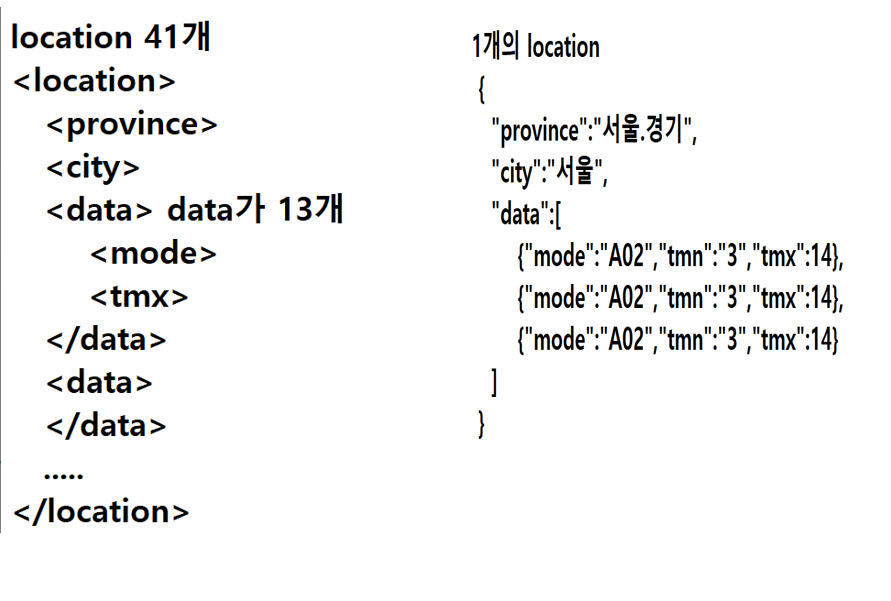 location 41개
<location>
<province>
<city>
<data> data가 13개
<mode>
<tmx>
</data>
<data>
</data>
.....
</location>
1개의 location
{
"province":"서울.경기",
"city":"서울",
"data":[
{"mode":"A02","tmn":"3","tmx":14},
{"mode":"A02","tmn":"3","tmx":14},
{"mode":"A02","tmn":"3","tmx":14}
]
}